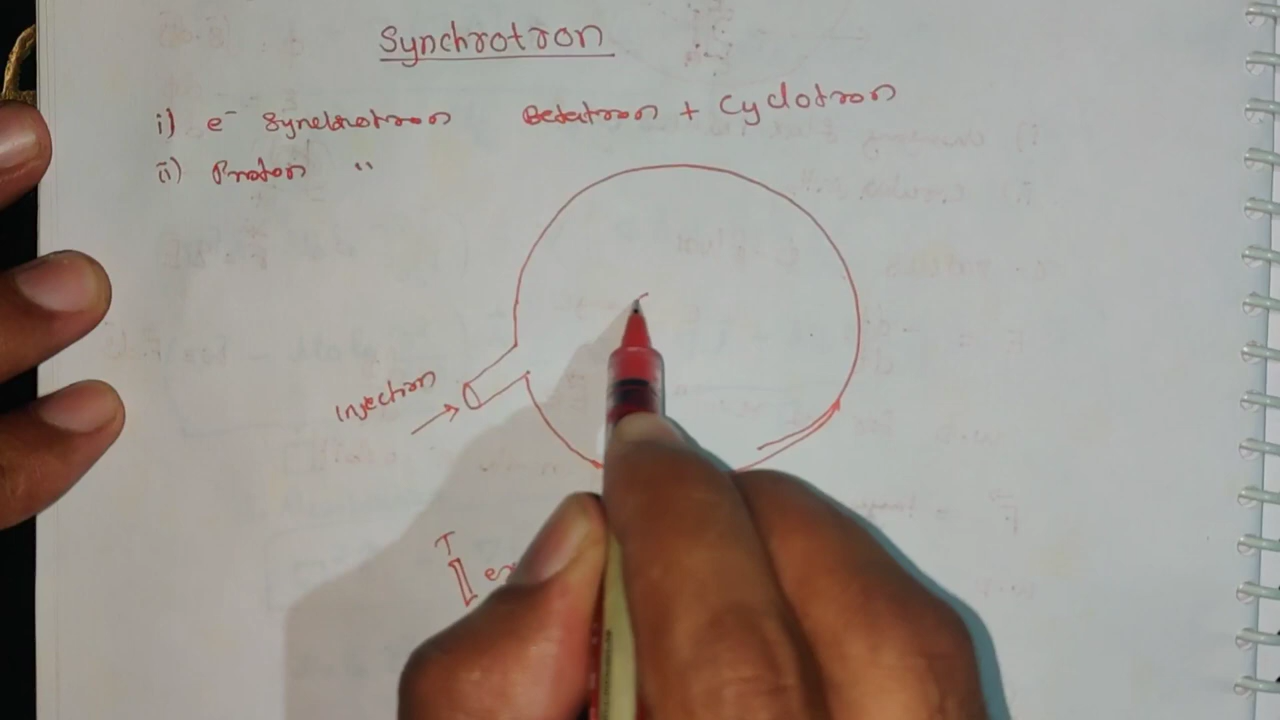 Synchrotron
i) e⁻ Synchrotron Betatron + Cyclotron
ii) Proton "
Injection
T